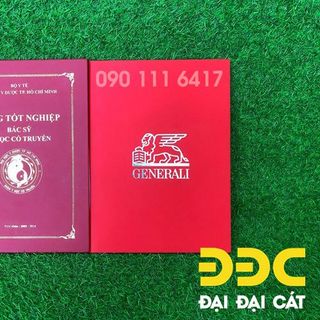 BỘ Y TẾ
Y DƯỢC TP. HỒ CHÍ MINH
G TỐT NGHIỆP
BÁC SỸ
ỌC CỔ TRUYỀN
090 111 6417
GENERALI
ĐĐC
ĐẠI ĐẠI CÁT